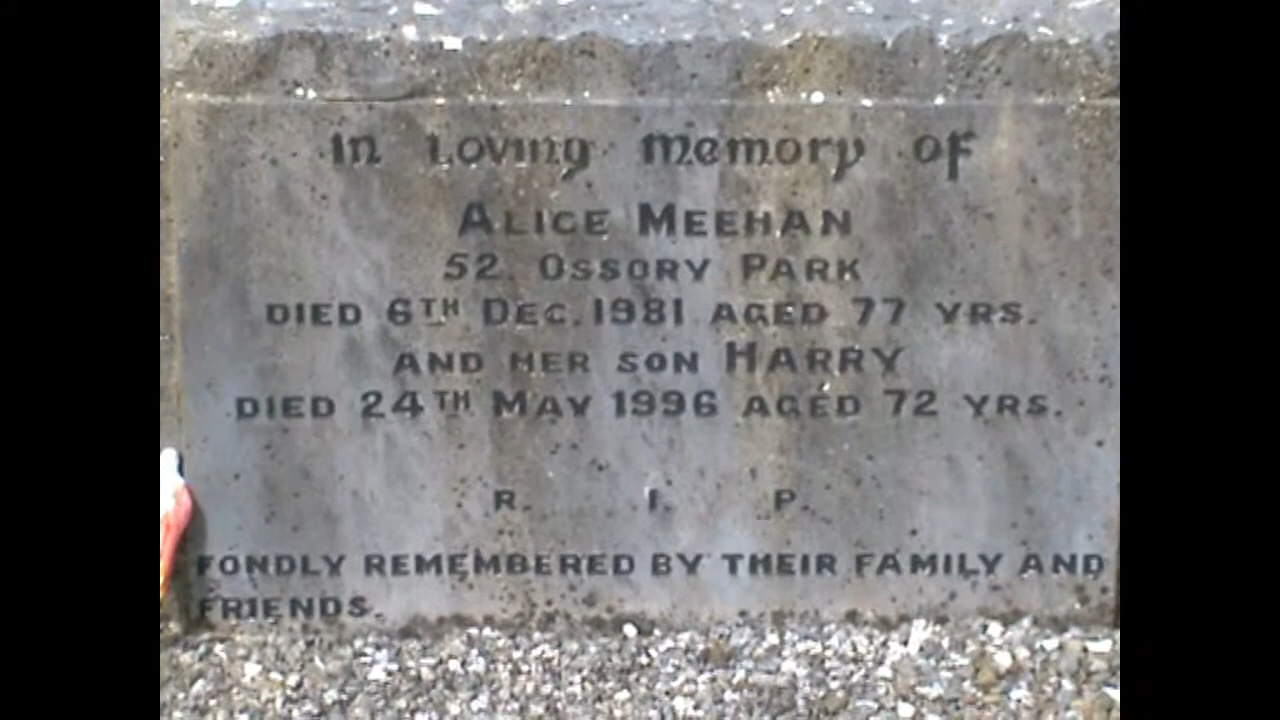 In Loving Memory of
ALICE MEEHAN
52. OSSORY PARK
DIED 6TH DEC. 1981 AGED 77 YRS.
AND HER SON HARRY
DIED 24TH MAY 1996 AGED 72 YRS.
R. I. P.
FONDLY REMEMBERED BY THEIR FAMILY AND
FRIENDS.